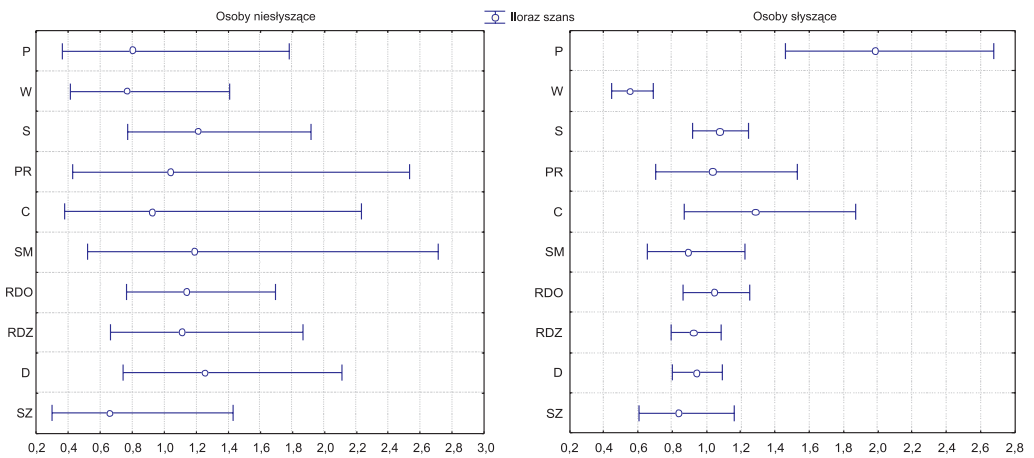 Osoby niesłyszące
Iloraz szans
Osoby słyszące
P
W
S
PR
C
SM
RDO
RDZ
D
SZ
0,2 0,4 0,6 0,8 1,0 1,2 1,4 1,6 1,8 2,0 2,2 2,4 2,6 2,8 3,0
P
W
S
PR
C
SM
RDO
RDZ
D
SZ
0,2 0,4 0,6 0,8 1,0 1,2 1,4 1,6 1,8 2,0 2,2 2,4 2,6 2,8